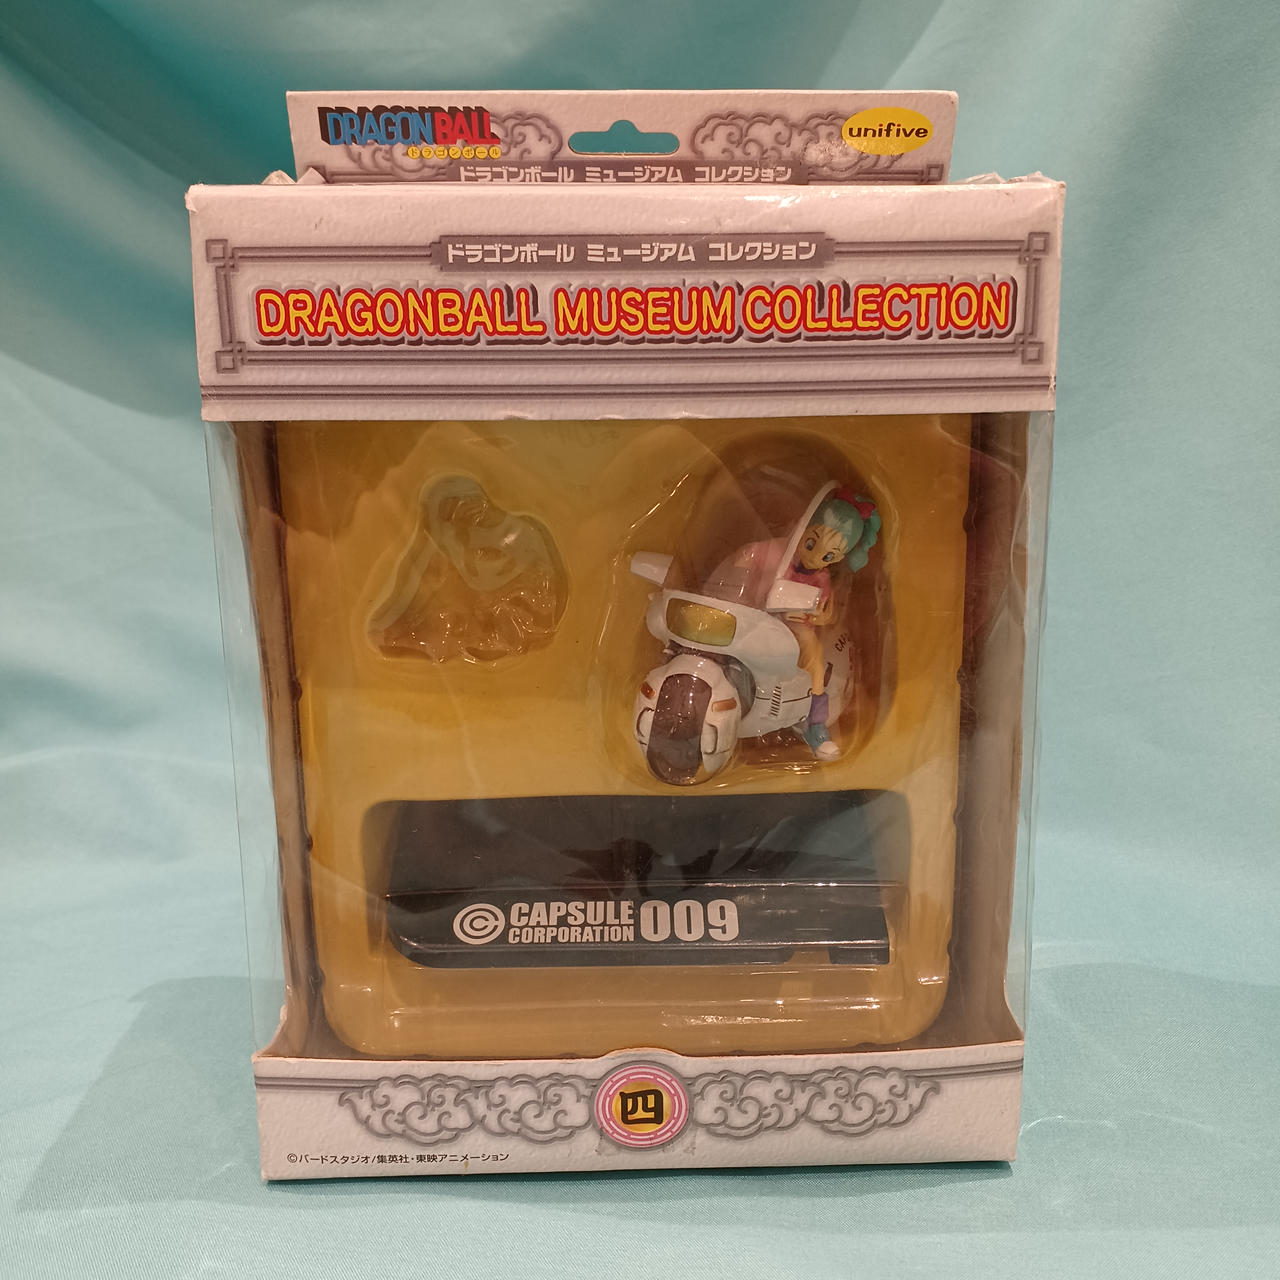 DRAGONBALL
ドラゴンボール
unifive
ドラゴンボール ミュージアム コレクション
ドラゴンボール ミュージアム コレクション
DRAGONBALL MUSEUM COLLECTION
CAPSULE
CORPORATION 009
四
©バードスタジオ/集英社・東映アニメーション